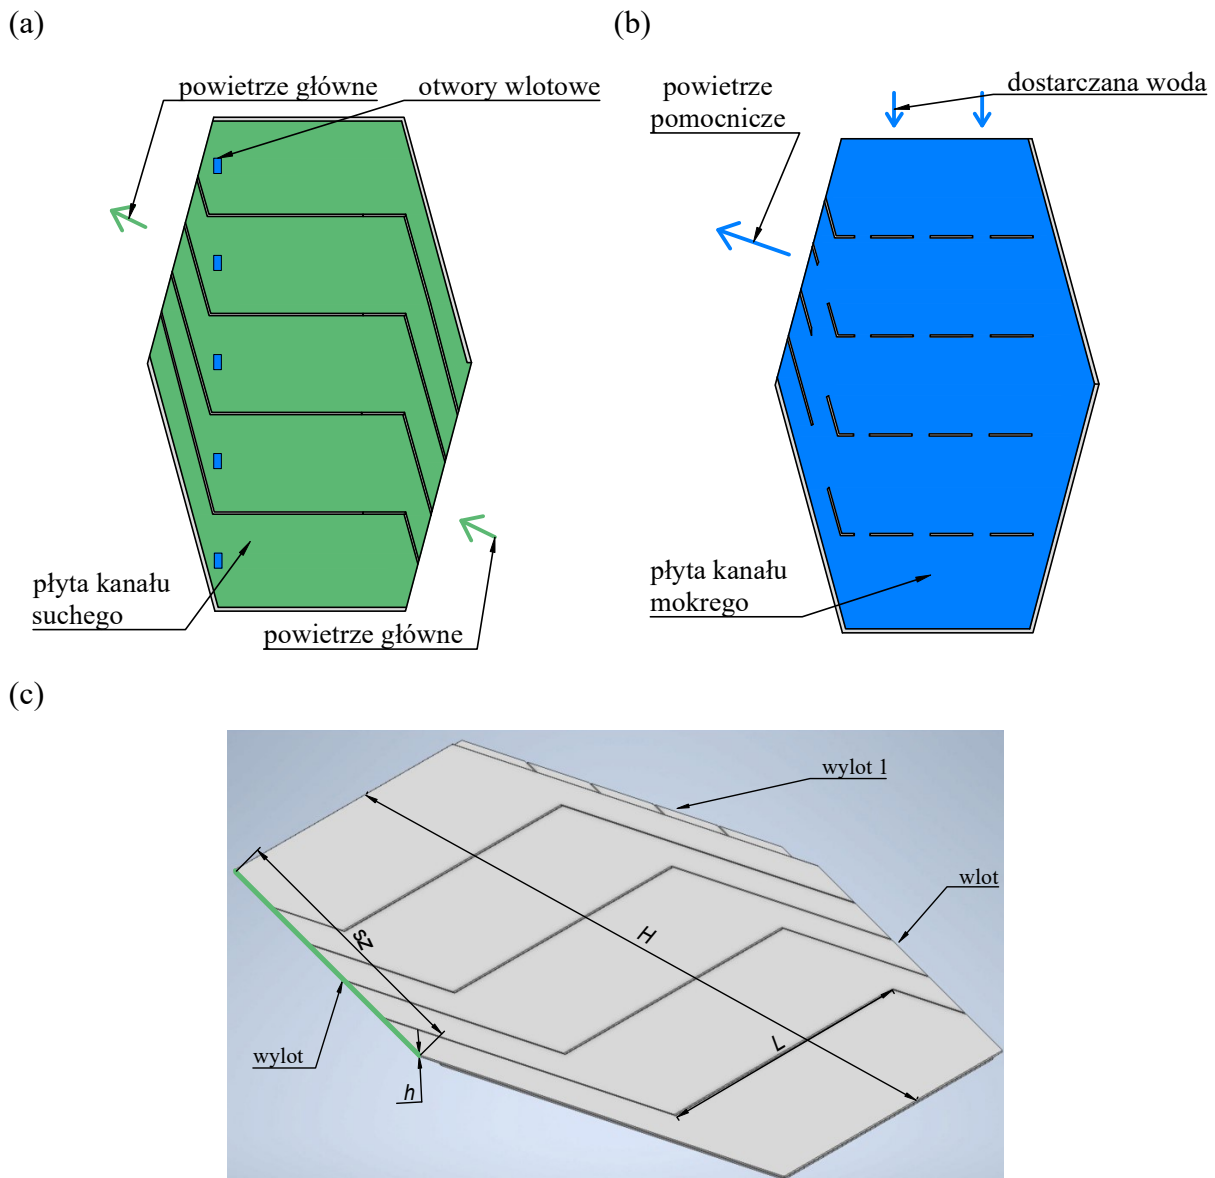 (a)
(b)
powietrze główne
otwory wlotowe
powietrze
pomocnicze
dostarczana woda
płyta kanału
suchego
powietrze główne
płyta kanału
mokrego
(c)
wylot 1
wlot
H
sz
L
wylot
h